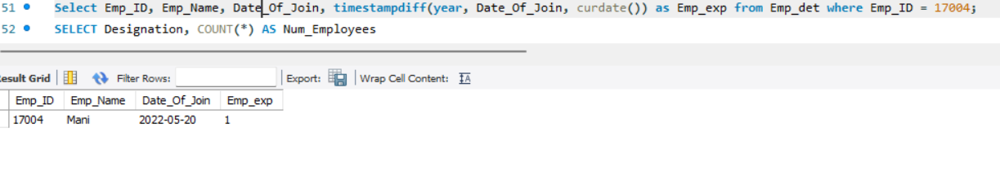 51 Select Emp_ID, Emp_Name, Date_Of_Join, timestampdiff(year, Date_Of_Join, curdate()) as Emp_exp from Emp_det where Emp_ID = 17004;
52 SELECT Designation, COUNT(*) AS Num_Employees
esult Grid Filter Rows: Export: Wrap Cell Content: IA
Emp_ID Emp_Name Date_Of_Join Emp_exp
17004 Mani 2022-05-20 1